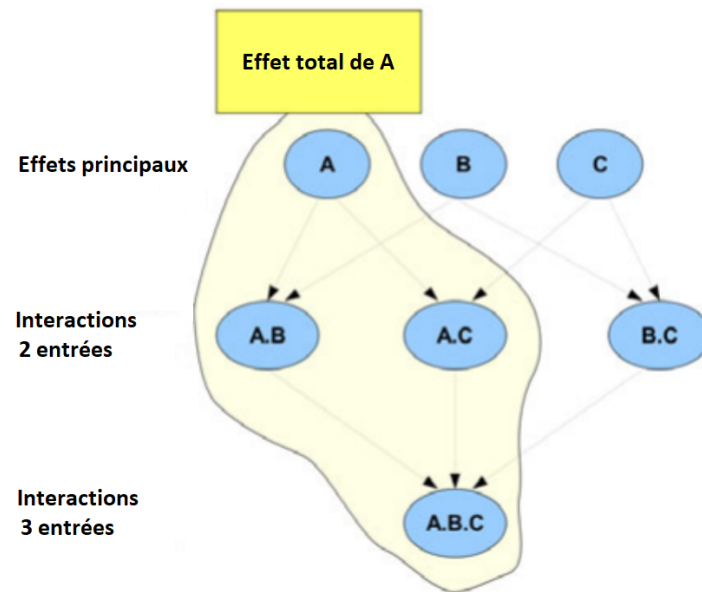 Effet total de A
Effets principaux
A
B
C
Interactions
2 entrées
A.B
A.C
B.C
Interactions
3 entrées
A.B.C